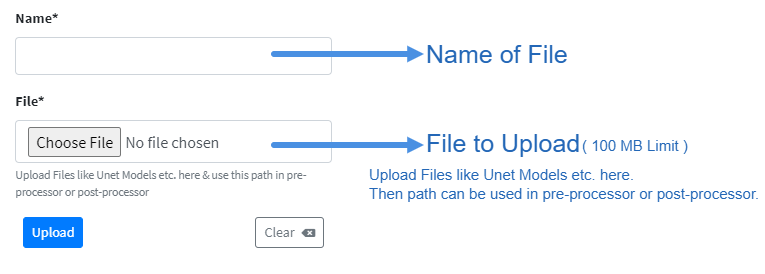 Name*
Name of File
File*
Choose File No file chosen
File to Upload ( 100 MB Limit )
Upload Files like Unet Models etc. here & use this path in pre-
processor or post-processor
Upload Files like Unet Models etc. here.
Then path can be used in pre-processor or post-processor.
Upload
Clear